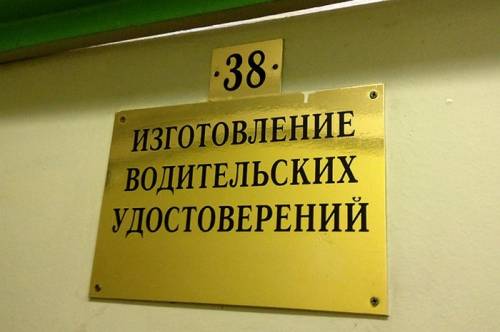 38
ИЗГОТОВЛЕНИЕ
ВОДИТЕЛЬСКИХ
УДОСТОВЕРЕНИЙ